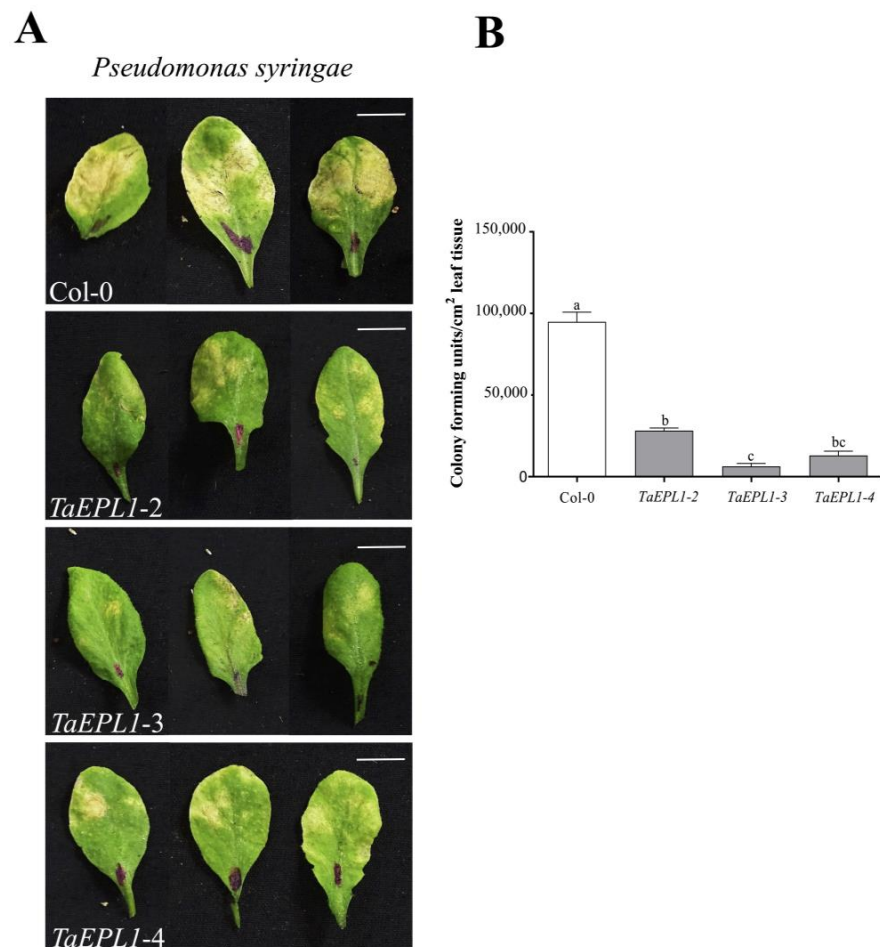 A
Pseudomonas syringae
Col-0
TaEPL1-2
TaEPL1-3
TaEPL1-4
B
Colony forming units/cm² leaf tissue
150,000
100,000
50,000
0
a
b
c
bc
Col-0 TaEPL1-2 TaEPL1-3 TaEPL1-4